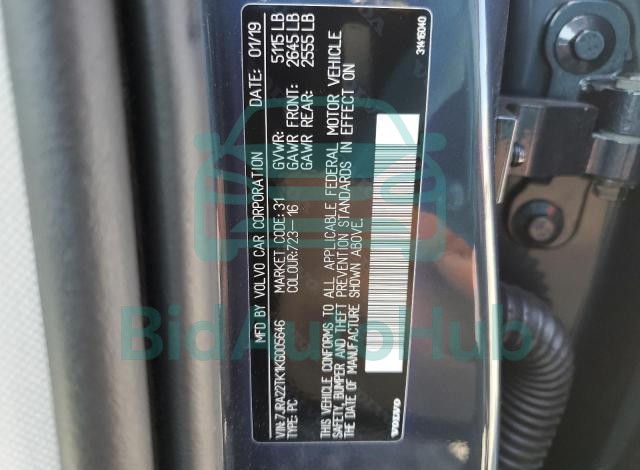 MFD BY VOLVO CAR CORPORATION DATE: 01/19
VIN: 7JRA22TK1KG005646 GVWR: 5115 LB
TYPE: PC MARKET CODE: 31 GAWR FRONT: 2645 LB
COLOUR: 723-16 GAWR REAR: 2555 LB
THIS VEHICLE CONFORMS TO ALL APPLICABLE FEDERAL MOTOR VEHICLE
SAFETY, BUMPER AND THEFT PREVENTION STANDARDS IN EFFECT ON
THE DATE OF MANUFACTURE SHOWN ABOVE.
VOLVO 31416040
BidAutoHub